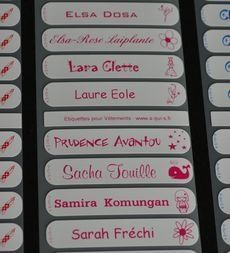 Elsa Dosa
Elsa-Rose Laiplante
Lara Clette
Laure Eole
Etiquettes pour Vêtements www.a-qui-s.fr
Prudence Avantou
Sacha Touille
Samira Komungan
Sarah Fréchi